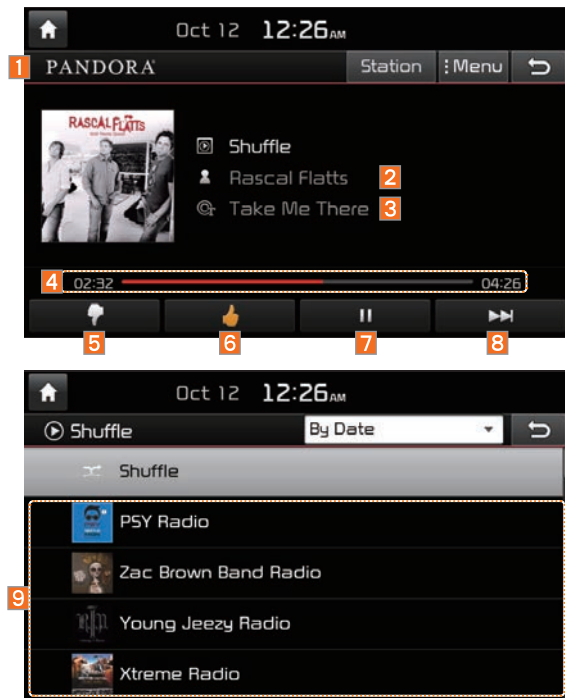 Oct 12 12:26AM
1 PANDORA Station Menu
RASCAL FLATTS
Shuffle
Rascal Flatts 2
Take Me There 3
4 02:32 04:26
5 6 7 8
Oct 12 12:26AM
Shuffle By Date
Shuffle
PSY Radio
Zac Brown Band Radio
9
Young Jeezy Radio
Xtreme Radio